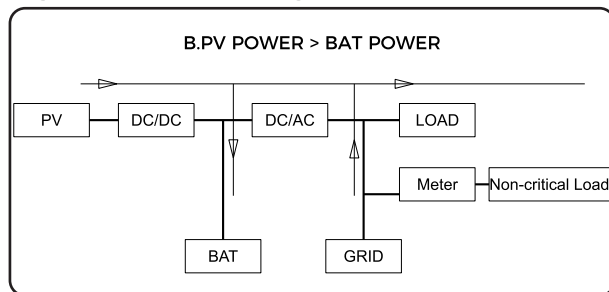 B.PV POWER > BAT POWER
PV
DC/DC
DC/AC
LOAD
Meter
Non-critical Load
BAT
GRID